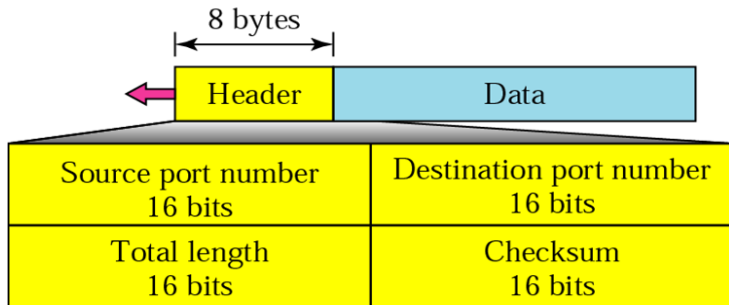 8 bytes
Header
Data
Source port number
16 bits
Destination port number
16 bits
Total length
16 bits
Checksum
16 bits